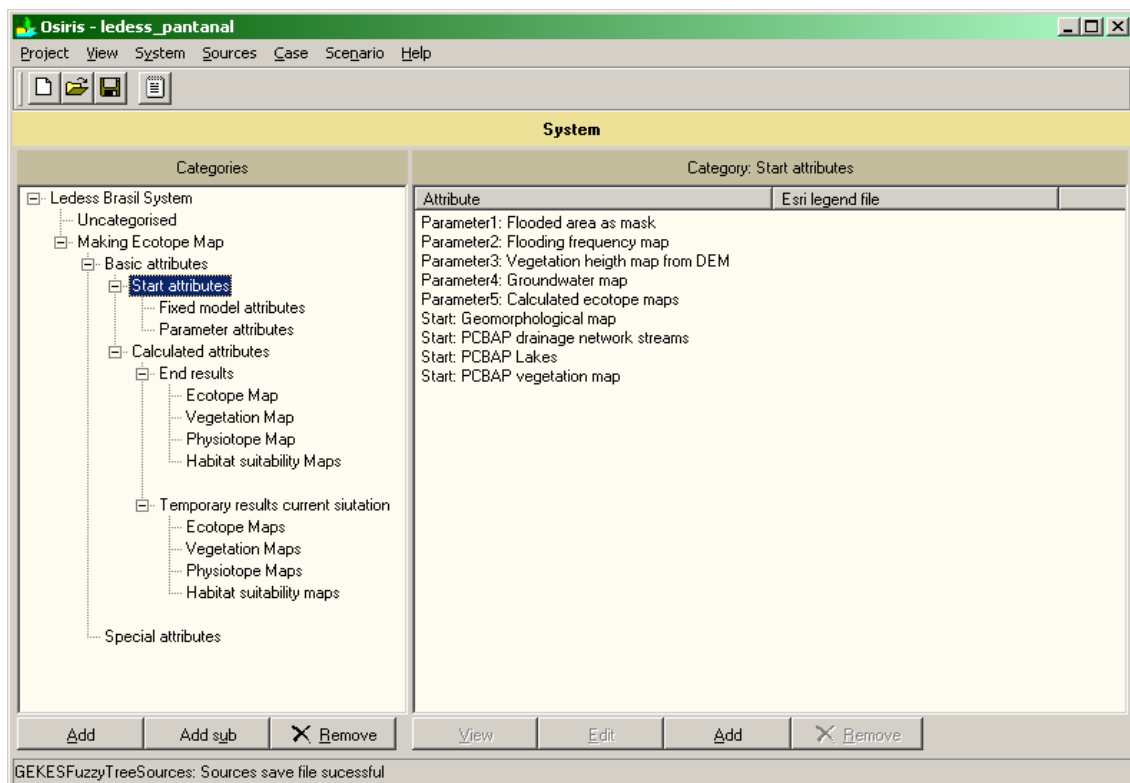 Osiris - ledess_pantanal
Project View System Sources Case Scenario Help
System
Categories
Ledess Brasil System
Uncategorised
Making Ecotope Map
Basic attributes
Start attributes
Fixed model attributes
Parameter attributes
Calculated attributes
End results
Ecotope Map
Vegetation Map
Physiotope Map
Habitat suitability Maps
Temporary results current siutation
Ecotope Maps
Vegetation Maps
Physiotope Maps
Habitat suitability maps
Special attributes
Add Add sub Remove
Category: Start attributes
Attribute Esri legend file
Parameter1: Flooded area as mask
Parameter2: Flooding frequency map
Parameter3: Vegetation heigth map from DEM
Parameter4: Groundwater map
Parameter5: Calculated ecotope maps
Start: Geomorphological map
Start: PCBAP drainage network streams
Start: PCBAP Lakes
Start: PCBAP vegetation map
View Edit Add Remove
GEKESFuzzyTreeSources: Sources save file sucessful